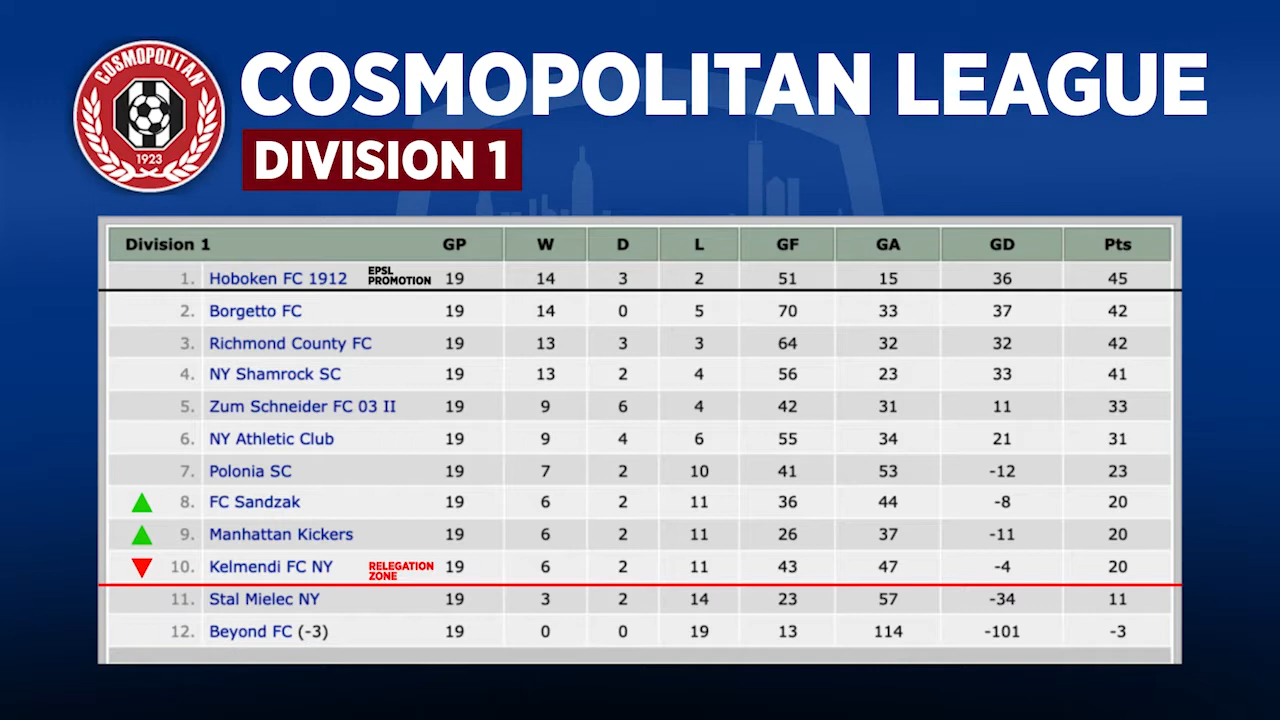 COSMOPOLITAN
1923
COSMOPOLITAN LEAGUE
DIVISION 1
Division 1 GP W D L GF GA GD Pts
1. Hoboken FC 1912 EPSL PROMOTION 19 14 3 2 51 15 36 45
2. Borgetto FC 19 14 0 5 70 33 37 42
3. Richmond County FC 19 13 3 3 64 32 32 42
4. NY Shamrock SC 19 13 2 4 56 23 33 41
5. Zum Schneider FC 03 II 19 9 6 4 42 31 11 33
6. NY Athletic Club 19 9 4 6 55 34 21 31
7. Polonia SC 19 7 2 10 41 53 -12 23
8. FC Sandzak 19 6 2 11 36 44 -8 20
9. Manhattan Kickers 19 6 2 11 26 37 -11 20
10. Kelmendi FC NY RELEGATION ZONE 19 6 2 11 43 47 -4 20
11. Stal Mielec NY 19 3 2 14 23 57 -34 11
12. Beyond FC (-3) 19 0 0 19 13 114 -101 -3